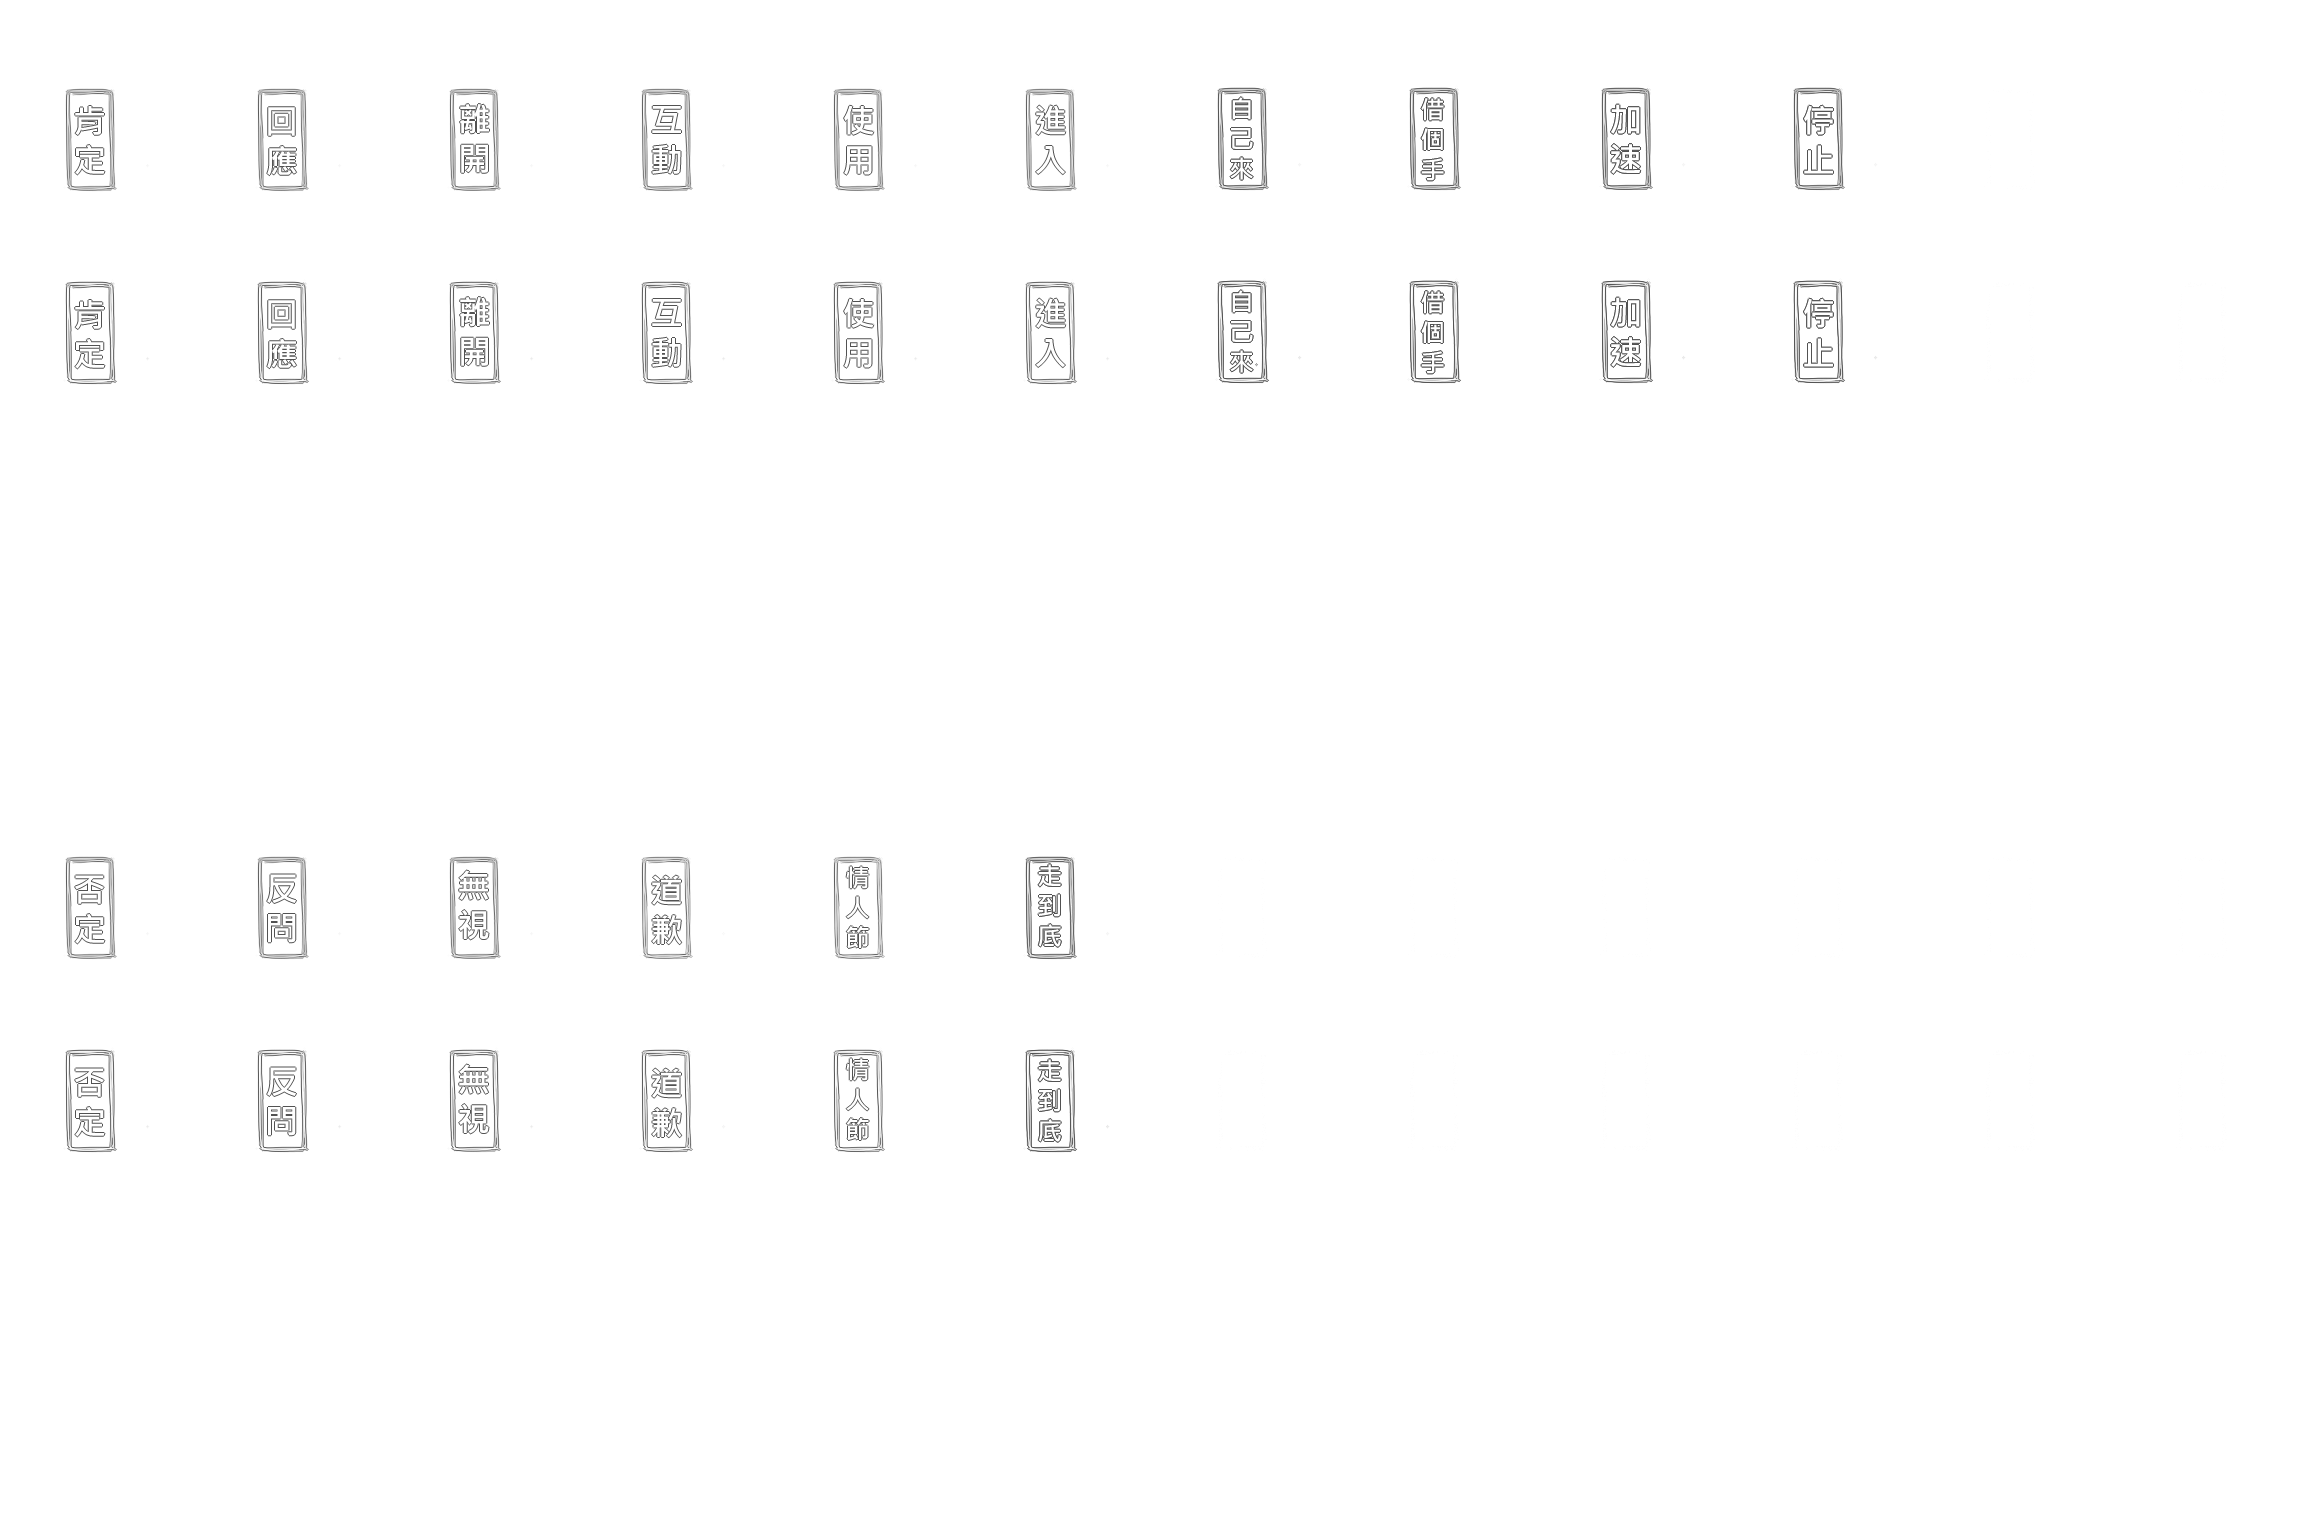 肯定
回應
離開
互動
使用
進入
自己來
借個手
加速
停止
肯定
回應
離開
互動
使用
進入
自己來
借個手
加速
停止
否定
反問
無視
道歉
情人節
走到底
否定
反問
無視
道歉
情人節
走到底